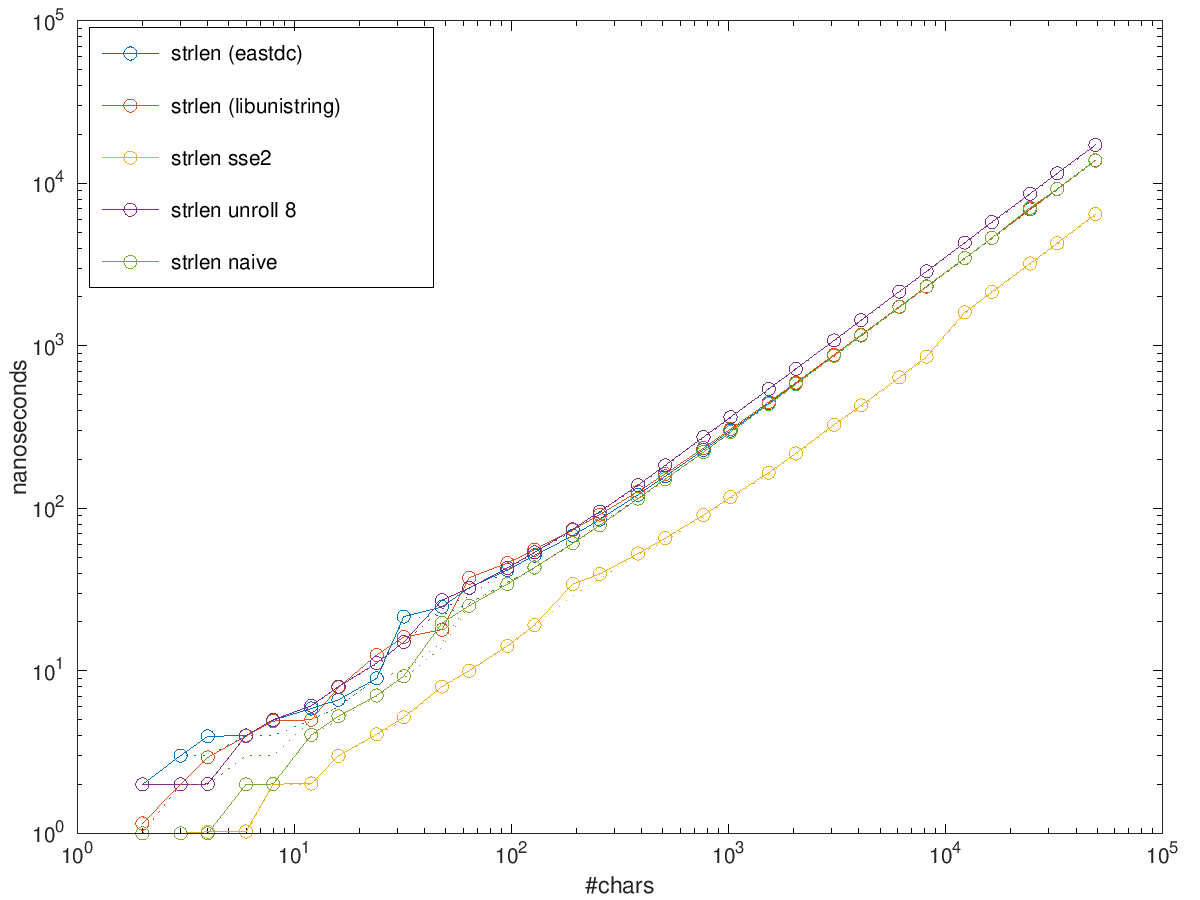 10^5
10^4
10^3
10^2
10^1
10^0
nanoseconds
strlen (eastdc)
strlen (libunistring)
strlen sse2
strlen unroll 8
strlen naive
10^0 10^1 10^2 10^3 10^4 10^5
#chars